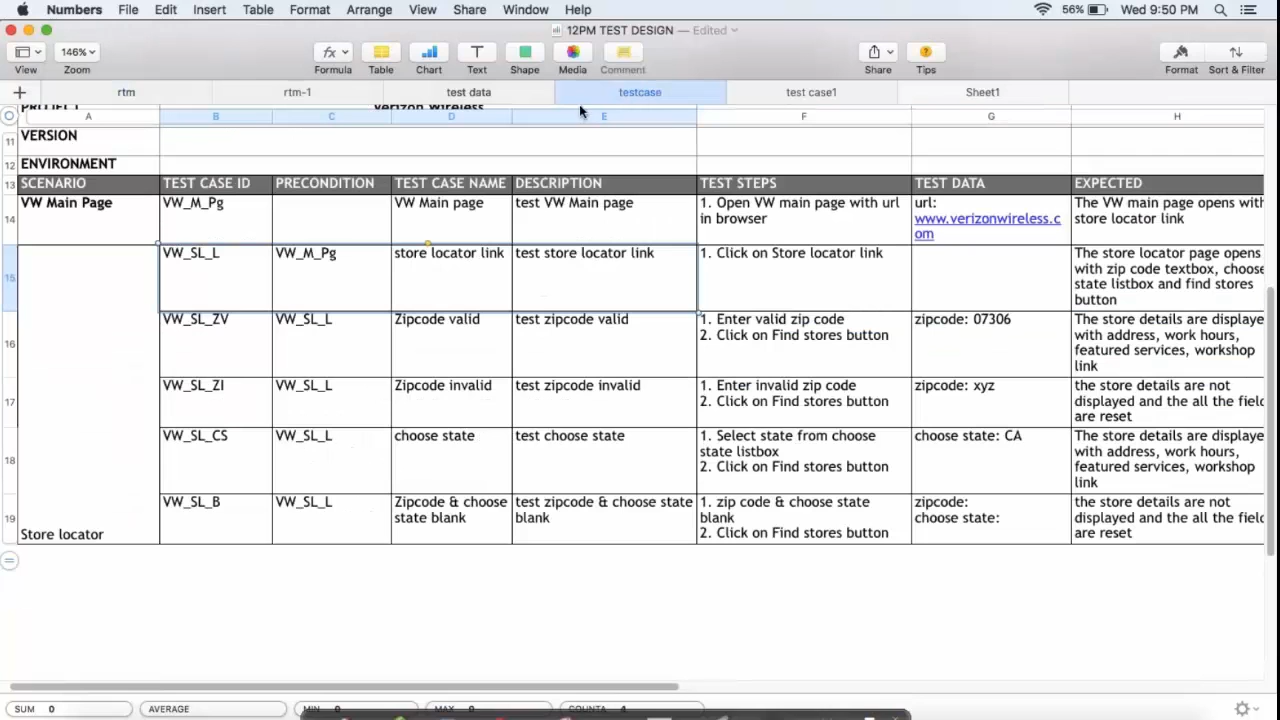 Numbers File Edit Insert Table Format Arrange View Share Window Help 56% Wed 9:50 PM
12PM TEST DESIGN — Edited
146%
View Zoom Formula Table Chart Text Shape Media Comment Share Tips Format Sort & Filter
rtm rtm-1 test data testcase test case1 Sheet1
PROJECT Verizon Wireless
A B C D E F G H
11 VERSION
12 ENVIRONMENT
13 SCENARIO TEST CASE ID PRECONDITION TEST CASE NAME DESCRIPTION TEST STEPS TEST DATA EXPECTED
14 VW Main Page VW_M_Pg VW Main page test VW Main page
1. Open VW main page with url
in browser
url:
www.verizonwireless.c
om
The VW main page opens with
store locator link
15 VW_SL_L VW_M_Pg store locator link test store locator link 1. Click on Store locator link
The store locator page opens
with zip code textbox, choose
state listbox and find stores
button
16 VW_SL_ZV VW_SL_L Zipcode valid test zipcode valid
1. Enter valid zip code
2. Click on Find stores button
zipcode: 07306
The store details are displaye
with address, work hours,
featured services, workshop
link
17 VW_SL_ZI VW_SL_L Zipcode invalid test zipcode invalid
1. Enter invalid zip code
2. Click on Find stores button
zipcode: xyz
the store details are not
displayed and the all the field
are reset
18 VW_SL_CS VW_SL_L choose state test choose state
1. Select state from choose
state listbox
2. Click on Find stores button
choose state: CA
The store details are displaye
with address, work hours,
featured services, workshop
link
19 VW_SL_B VW_SL_L
Zipcode & choose
state blank
test zipcode & choose state
blank
1. zip code & choose state
blank
2. Click on Find stores button
zipcode:
choose state:
the store details are not
displayed and the all the field
are reset
Store locator
SUM 0 AVERAGE MIN 0 MAX 0 COUNTA 4